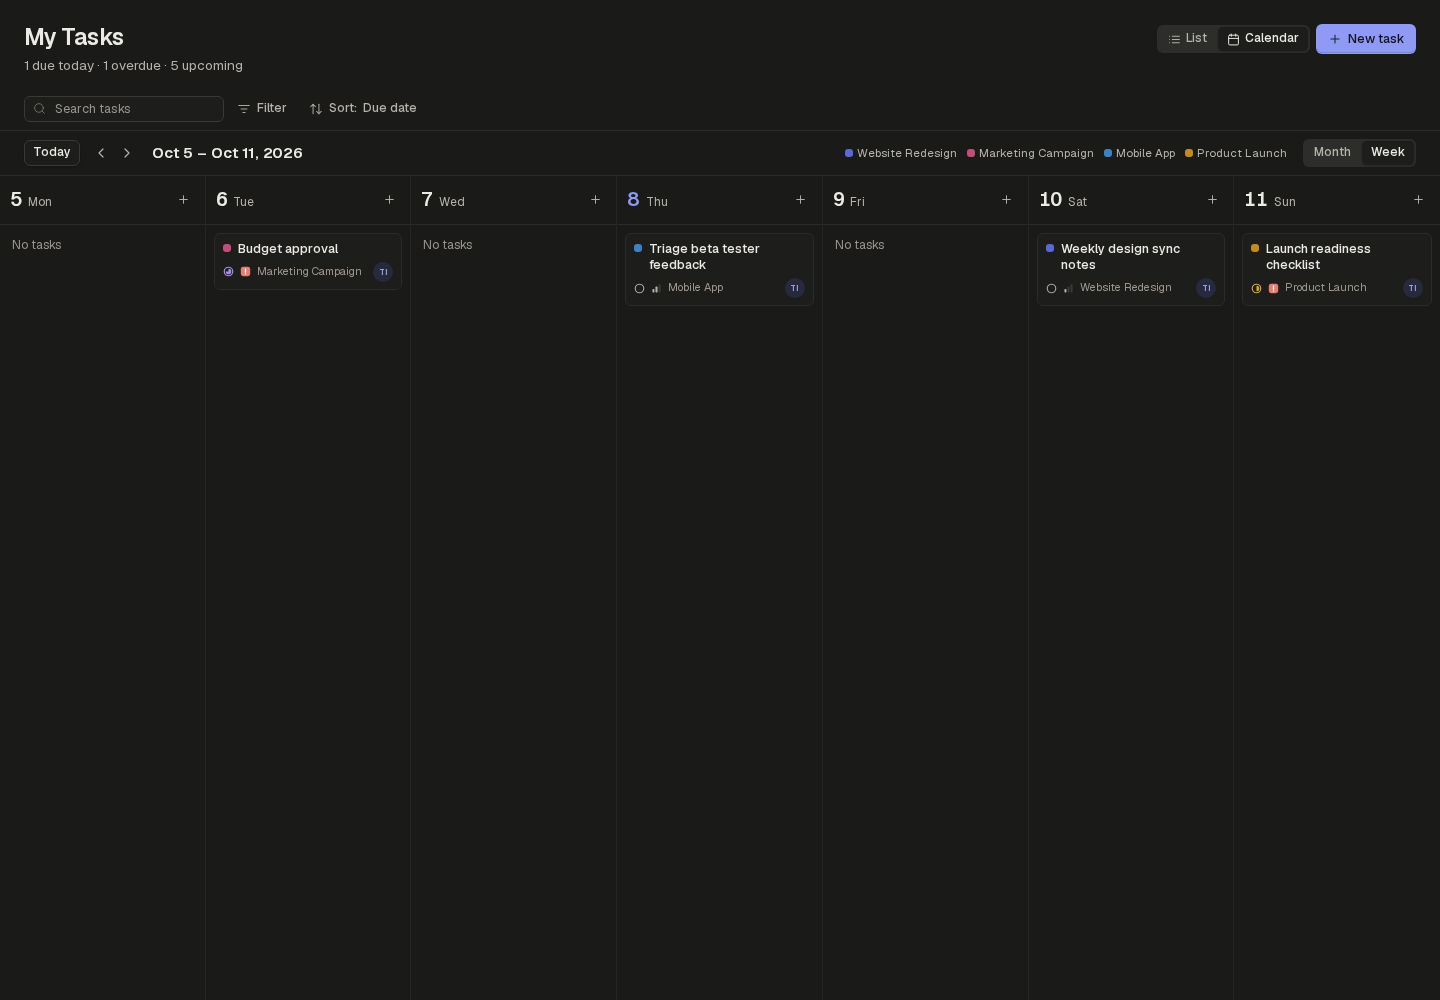 My Tasks
1 due today · 1 overdue · 5 upcoming
List
Calendar
New task
Search tasks
Filter
Sort: Due date
Today
Oct 5 – Oct 11, 2026
Website Redesign
Marketing Campaign
Mobile App
Product Launch
Month
Week
5 Mon
6 Tue
7 Wed
8 Thu
9 Fri
10 Sat
11 Sun
No tasks
Budget approval
Marketing Campaign
TI
No tasks
Triage beta tester
feedback
Mobile App
TI
No tasks
Weekly design sync
notes
Website Redesign
TI
Launch readiness
checklist
Product Launch
TI